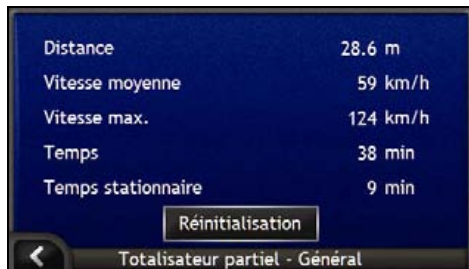 Distance 28.6 m
Vitesse moyenne 59 km/h
Vitesse max. 124 km/h
Temps 38 min
Temps stationnaire 9 min
Réinitialisation
Totalisateur partiel - Général